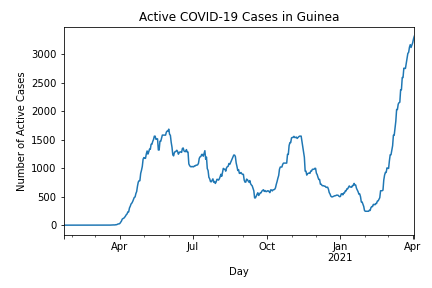 Active COVID-19 Cases in Guinea
Number of Active Cases
3000
2500
2000
1500
1000
500
0
Apr Jul Oct Jan Apr
2021
Day